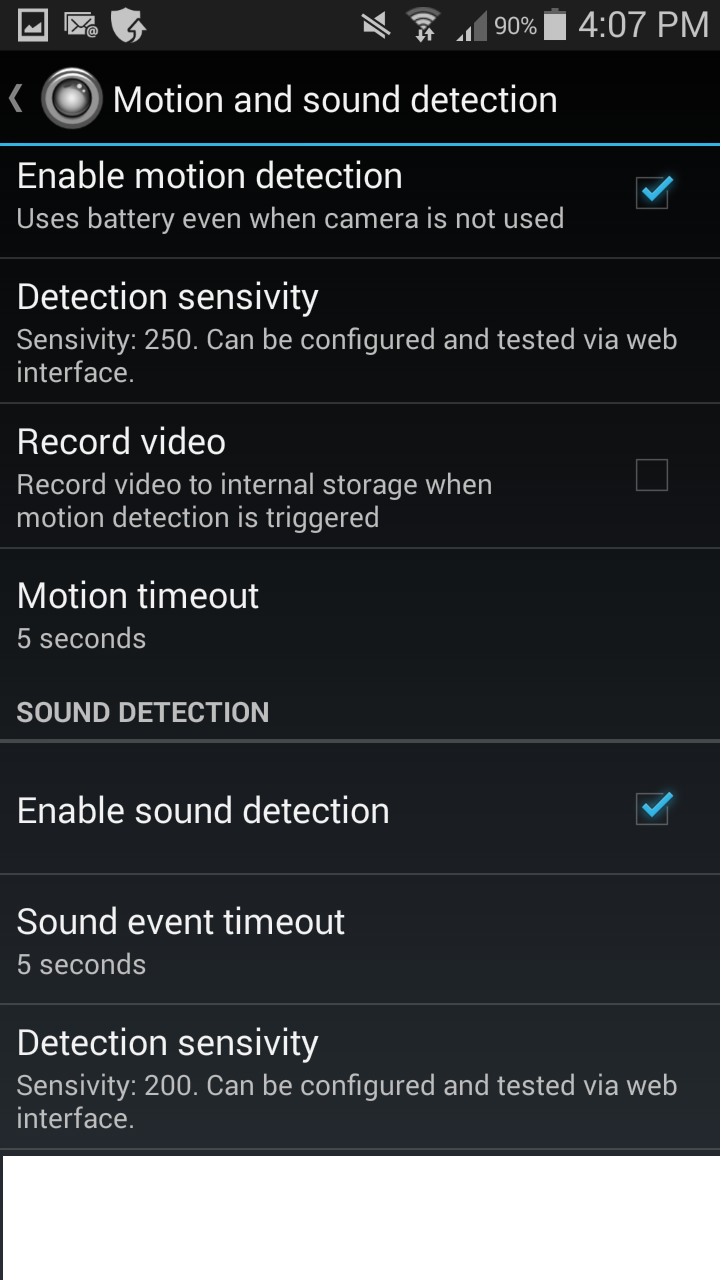 90% 4:07 PM
Motion and sound detection
Enable motion detection
Uses battery even when camera is not used
Detection sensivity
Sensivity: 250. Can be configured and tested via web
interface.
Record video
Record video to internal storage when
motion detection is triggered
Motion timeout
5 seconds
SOUND DETECTION
Enable sound detection
Sound event timeout
5 seconds
Detection sensivity
Sensivity: 200. Can be configured and tested via web
interface.